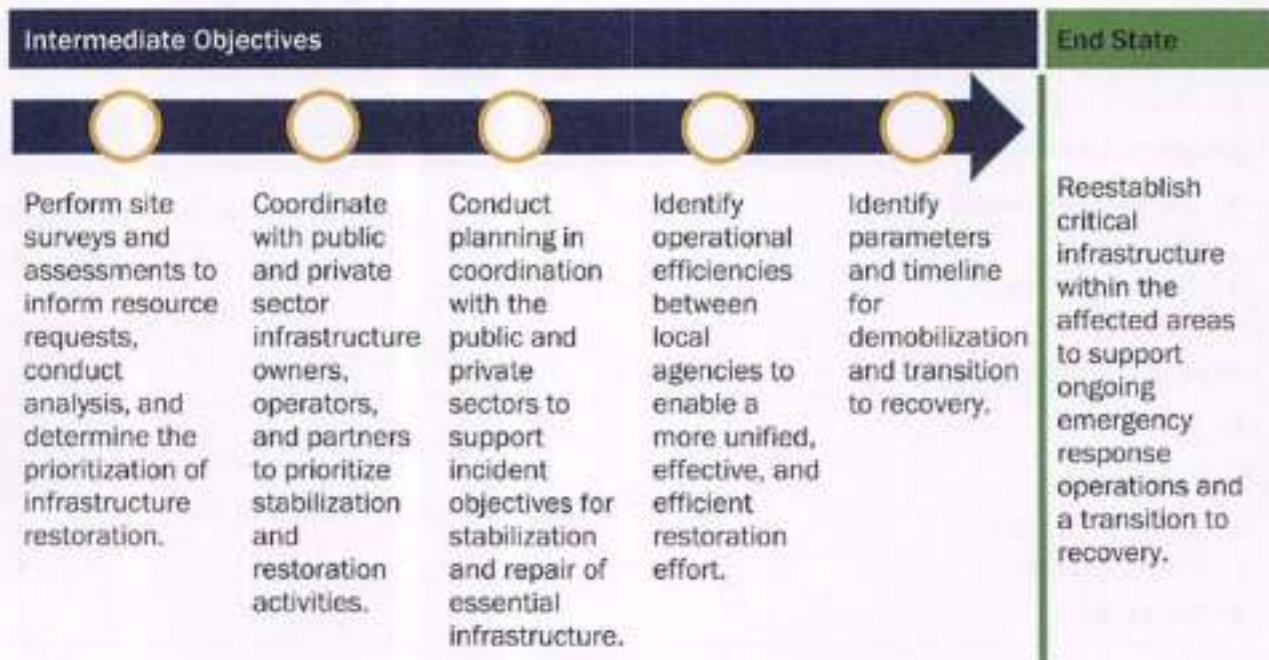 Intermediate Objectives
End State
Perform site
surveys and
assessments to
inform resource
requests,
conduct
analysis, and
determine the
prioritization of
infrastructure
restoration.
Coordinate
with public
and private
sector
infrastructure
owners,
operators,
and partners
to prioritize
stabilization
and
restoration
activities.
Conduct
planning in
coordination
with the
public and
private
sectors to
support
incident
objectives for
stabilization
and repair of
essential
infrastructure.
Identify
operational
efficiencies
between
local
agencies to
enable a
more unified,
effective, and
efficient
restoration
effort.
Identify
parameters
and timeline
for
demobilization
and transition
to recovery.
Reestablish
critical
infrastructure
within the
affected areas
to support
ongoing
emergency
response
operations and
a transition to
recovery.